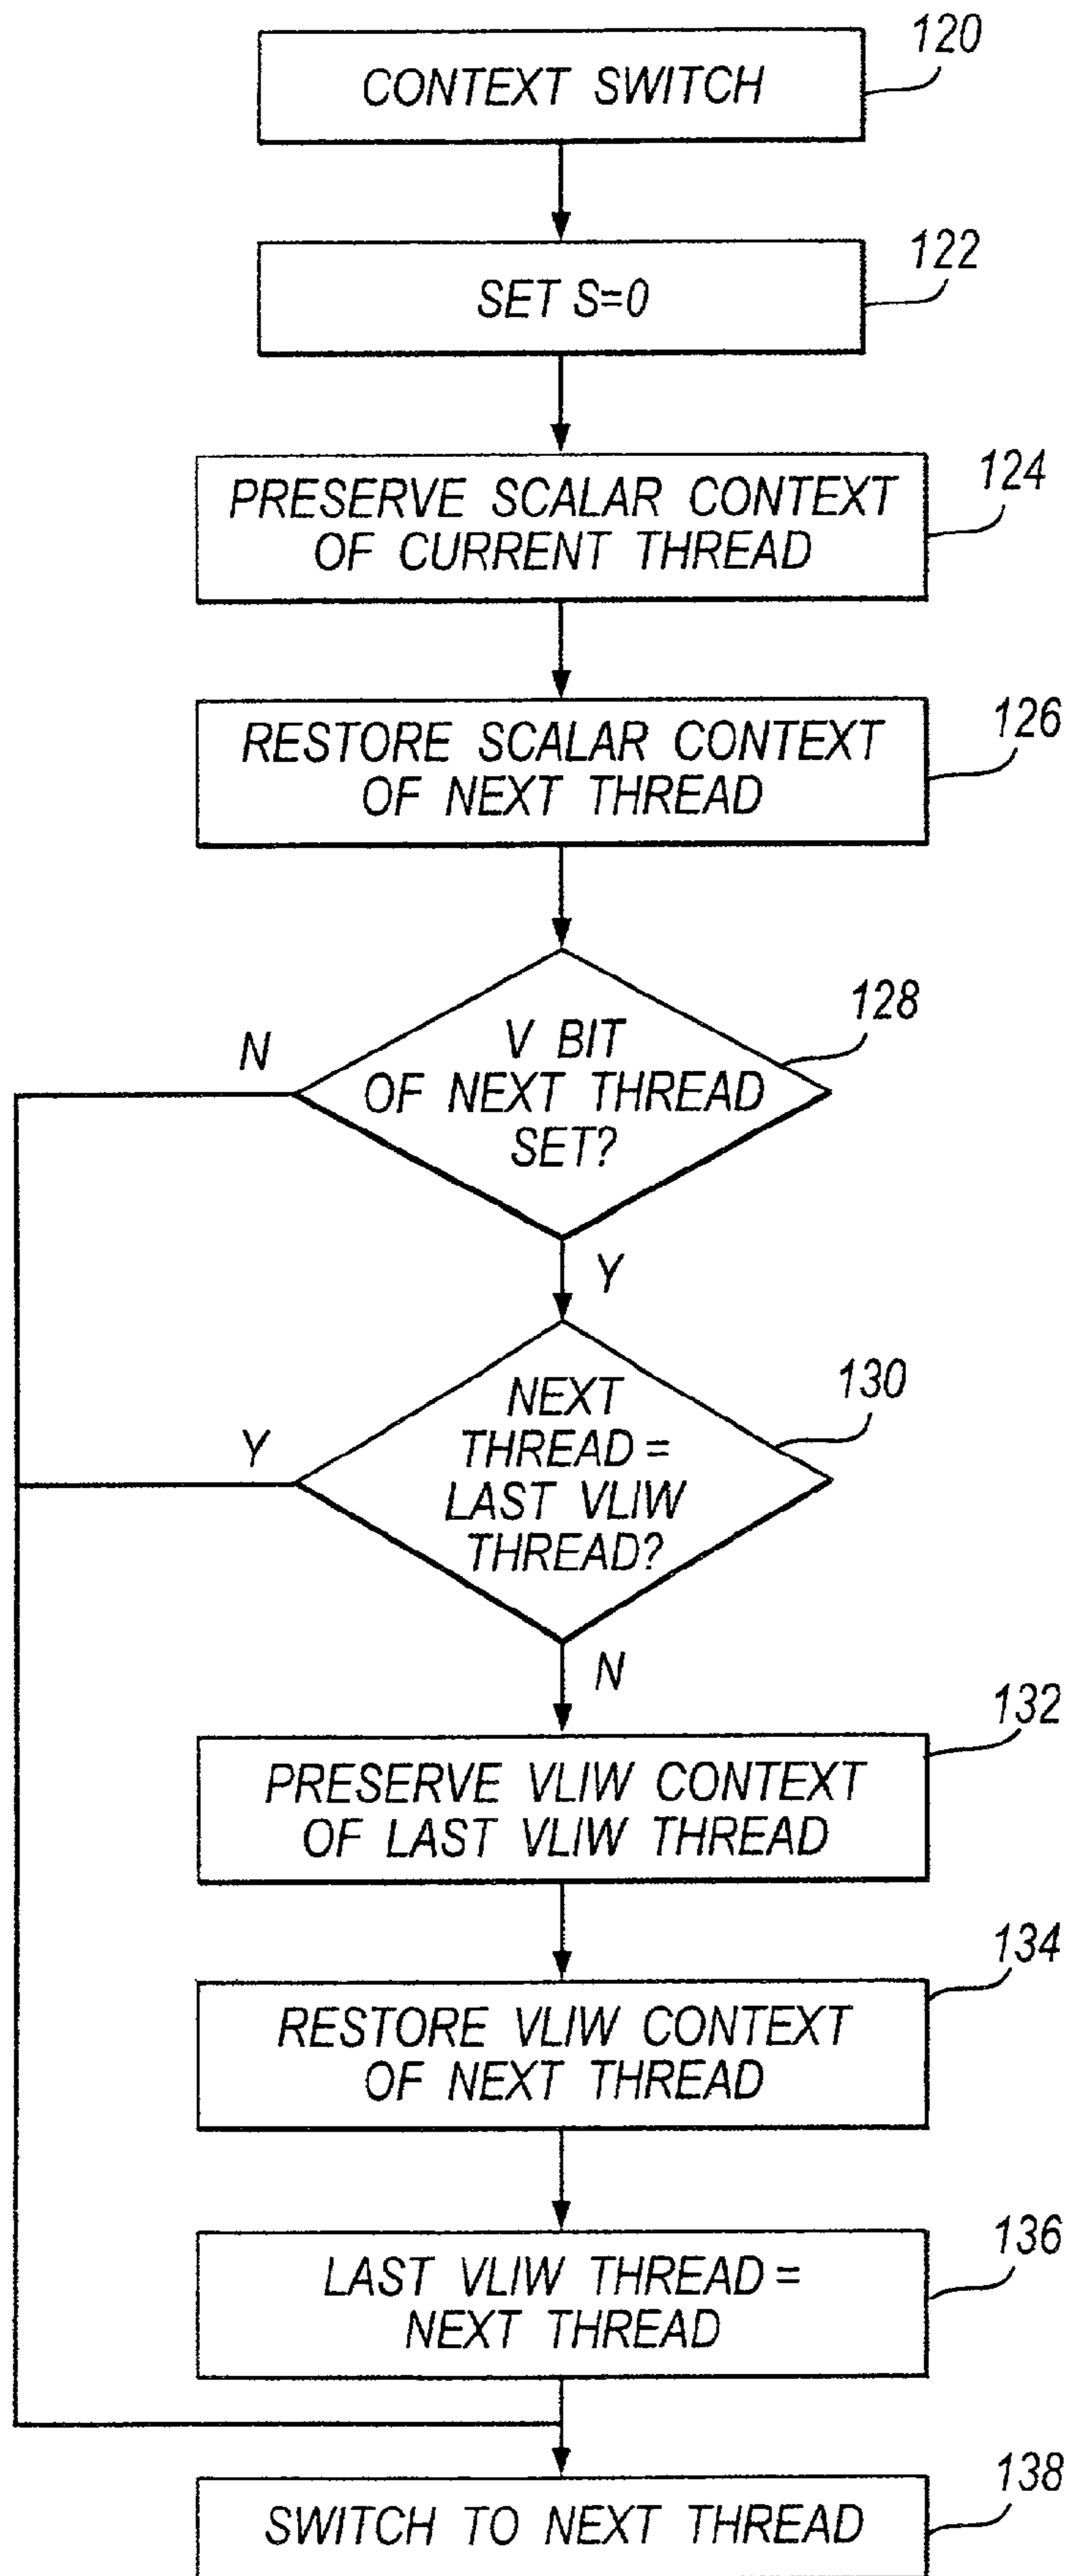 120
CONTEXT SWITCH
122
SET S=0
124
PRESERVE SCALAR CONTEXT
OF CURRENT THREAD
126
RESTORE SCALAR CONTEXT
OF NEXT THREAD
128
N
V BIT
OF NEXT THREAD
SET?
Y
130
NEXT
Y
THREAD =
LAST VLIW
THREAD?
N
132
PRESERVE VLIW CONTEXT
OF LAST VLIW THREAD
134
RESTORE VLIW CONTEXT
OF NEXT THREAD
136
LAST VLIW THREAD =
NEXT THREAD
138
SWITCH TO NEXT THREAD